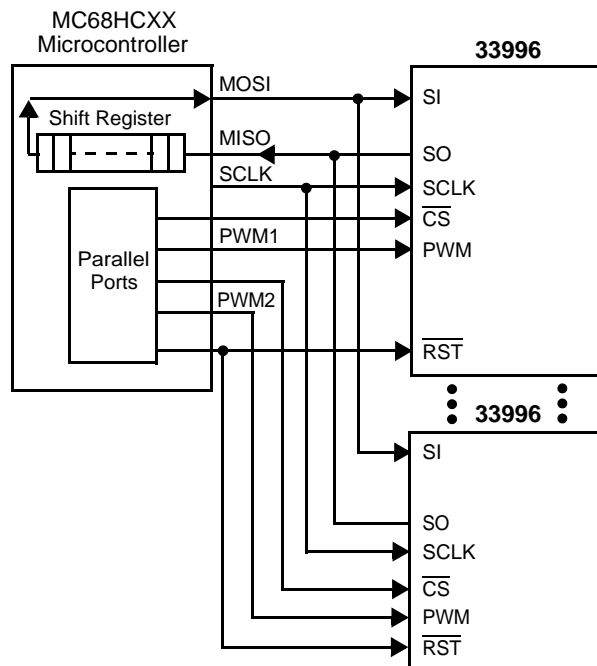 MC68HCXX
Microcontroller
33996
MOSI
SI
Shift Register
MISO
SO
SCLK
SCLK
CS
PWM1
PWM
Parallel
Ports
PWM2
RST
33996
SI
SO
SCLK
CS
PWM
RST